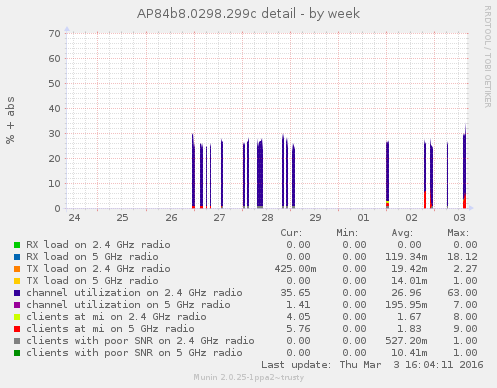 AP84b8.0298.299c detail - by week
RRDTOOL / TOBI OETIKER
% + abs
70
60
50
40
30
20
10
0
24 25 26 27 28 29 01 02 03
Cur: Min: Avg: Max:
RX load on 2.4 GHz radio 0.00 0.00 0.00 0.00
RX load on 5 GHz radio 0.00 0.00 119.34m 18.12
TX load on 2.4 GHz radio 425.00m 0.00 19.42m 2.27
TX load on 5 GHz radio 0.00 0.00 14.01m 1.00
channel utilization on 2.4 GHz radio 35.65 0.00 26.96 63.00
channel utilization on 5 GHz radio 1.41 0.00 195.95m 7.00
clients at mi on 2.4 GHz radio 4.05 0.00 1.67 8.00
clients at mi on 5 GHz radio 5.76 0.00 1.83 9.00
clients with poor SNR on 2.4 GHz radio 0.00 0.00 527.20m 1.00
clients with poor SNR on 5 GHz radio 0.00 0.00 10.41m 1.00
Last update: Thu Mar 3 16:04:11 2016
Munin 2.0.25-1ppa2~trusty